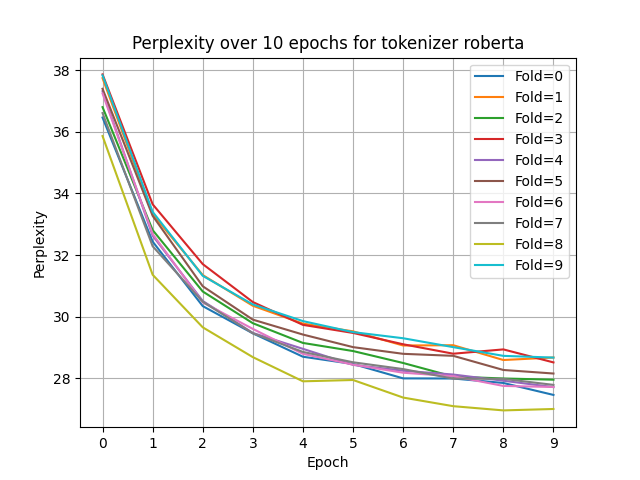 Perplexity over 10 epochs for tokenizer roberta
38
36
34
32
30
28
Perplexity
0 1 2 3 4 5 6 7 8 9
Epoch
Fold=0
Fold=1
Fold=2
Fold=3
Fold=4
Fold=5
Fold=6
Fold=7
Fold=8
Fold=9